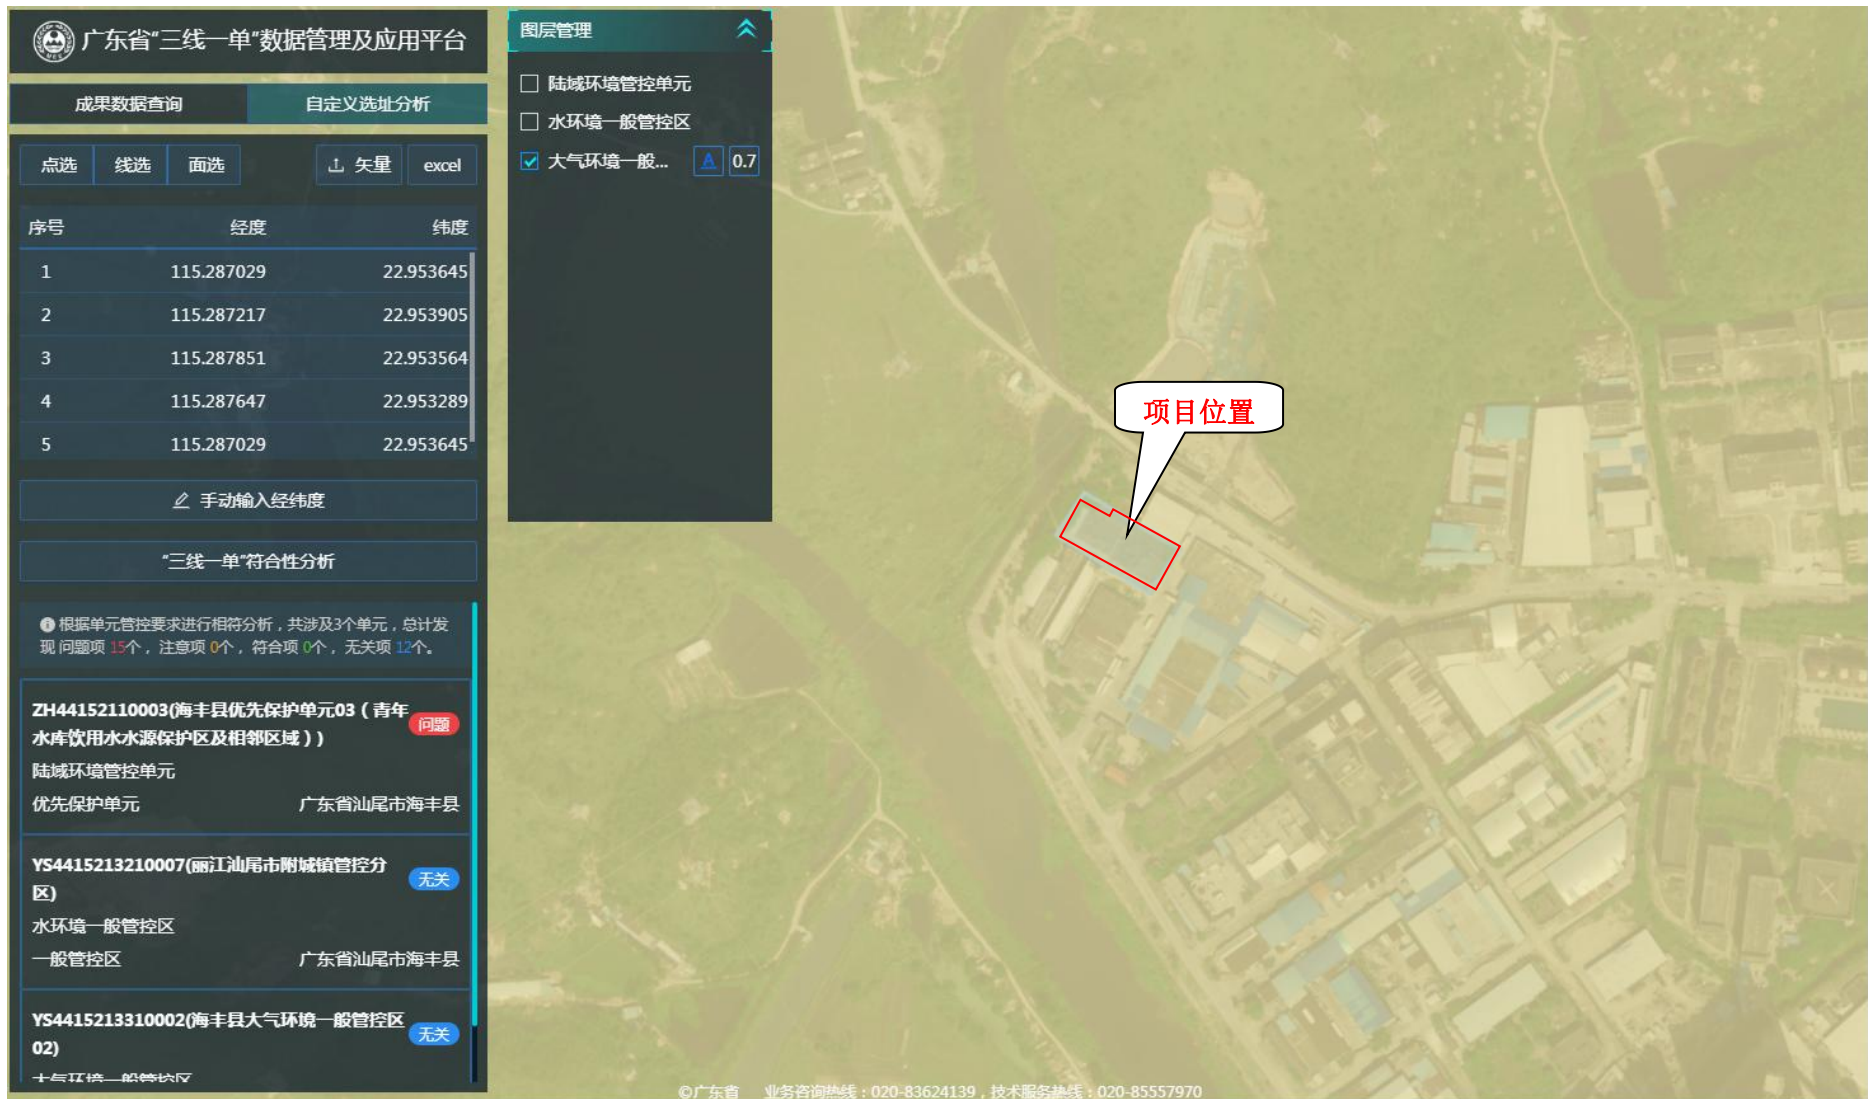 广东省“三线一单”数据管理及应用平台
成果数据查询 自定义选址分析
点选 线选 面选 矢量 excel
序号 经度 纬度
1 115.287029 22.953645
2 115.287217 22.953905
3 115.287851 22.953564
4 115.287647 22.953289
5 115.287029 22.953645
手动输入经纬度
“三线一单”符合性分析
根据单元管控要求进行相符分析，共涉及3个单元，总计发
现 问题项 15个，注意项 0个，符合项 0个，无关项 12个。
ZH44152110003(海丰县优先保护单元03（青年
水库饮用水水源保护区及相邻区域）)
问题
陆域环境管控单元
优先保护单元 广东省汕尾市海丰县
YS4415213210007(丽江汕尾市附城镇管控分
区)
无关
水环境一般管控区
一般管控区 广东省汕尾市海丰县
YS4415213310002(海丰县大气环境一般管控区
02)
无关
大气环境一般管控区
图层管理
陆域环境管控单元
水环境一般管控区
大气环境一般... A 0.7
项目位置
©广东省 业务咨询热线：020-83624139，技术服务热线：020-85557970